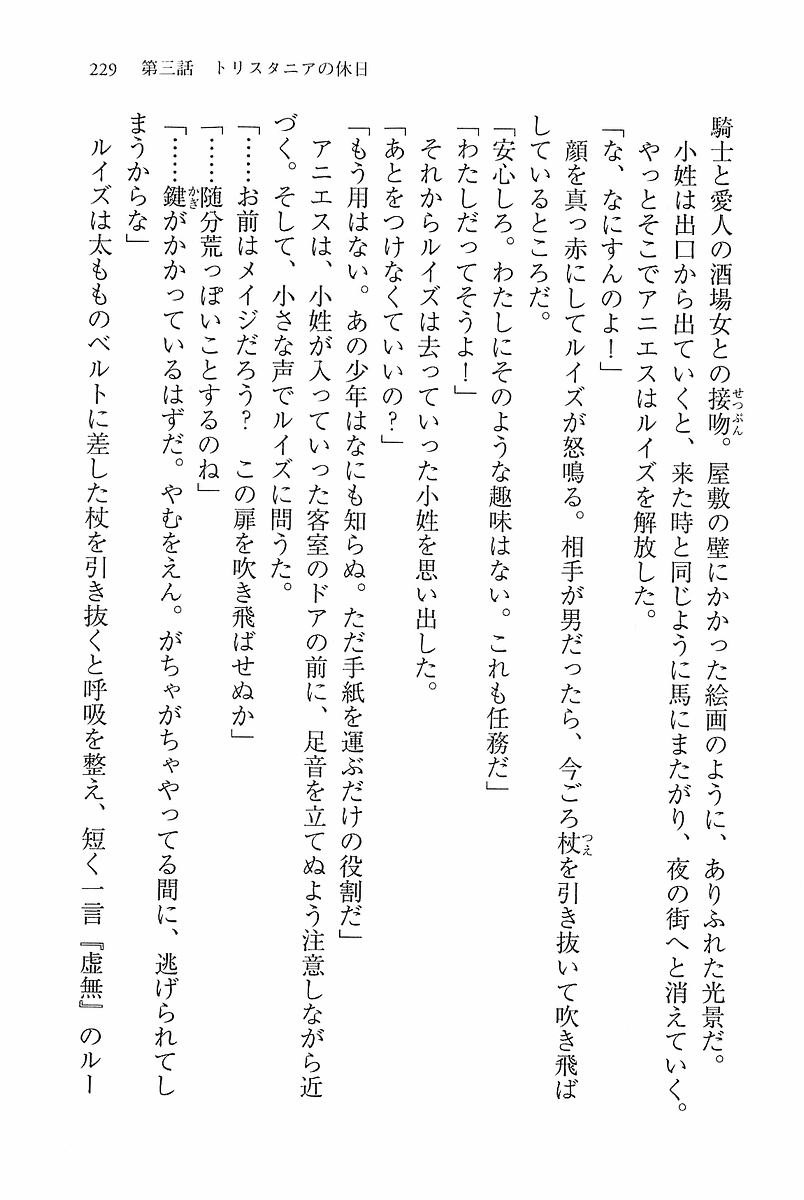 229 第三話 トリスタニアの休日
騎士と愛人の酒場女との接吻。屋敷の壁にかかった絵画のように、ありふれた光景だ。
小姓は出口から出ていくと、来た時と同じように馬にまたがり、夜の街へと消えていく。
やっとそこでアニエスはルイズを解放した。
「な、なにすんのよ!」
顔を真っ赤にしてルイズが怒鳴る。相手が男だったら、今ごろ杖を引き抜いて吹き飛ば
しているところだ。
「安心しろ。わたしにそのような趣味はない。これも任務だ」
「わたしだってそうよ!」
それからルイズは去っていった小姓を思い出した。
「あとをつけなくていいの?」
「もう用はない。あの少年はなにも知らぬ。ただ手紙を運ぶだけの役割だ」
アニエスは、小姓が入っていった客室のドアの前に、足音を立てぬよう注意しながら近
づく。そして、小さな声でルイズに問うた。
「……お前はメイジだろう? この扉を吹き飛ばせぬか」
「……随分荒っぽいことするのね」
「……鍵がかかっているはずだ。やむをえん。がちゃがちゃやってる間に、逃げられてし
まうからな」
ルイズは太もものベルトに差した杖を引き抜くと呼吸を整え、短く一言『虚無』のルー
せつぶん
つえ
かぎ